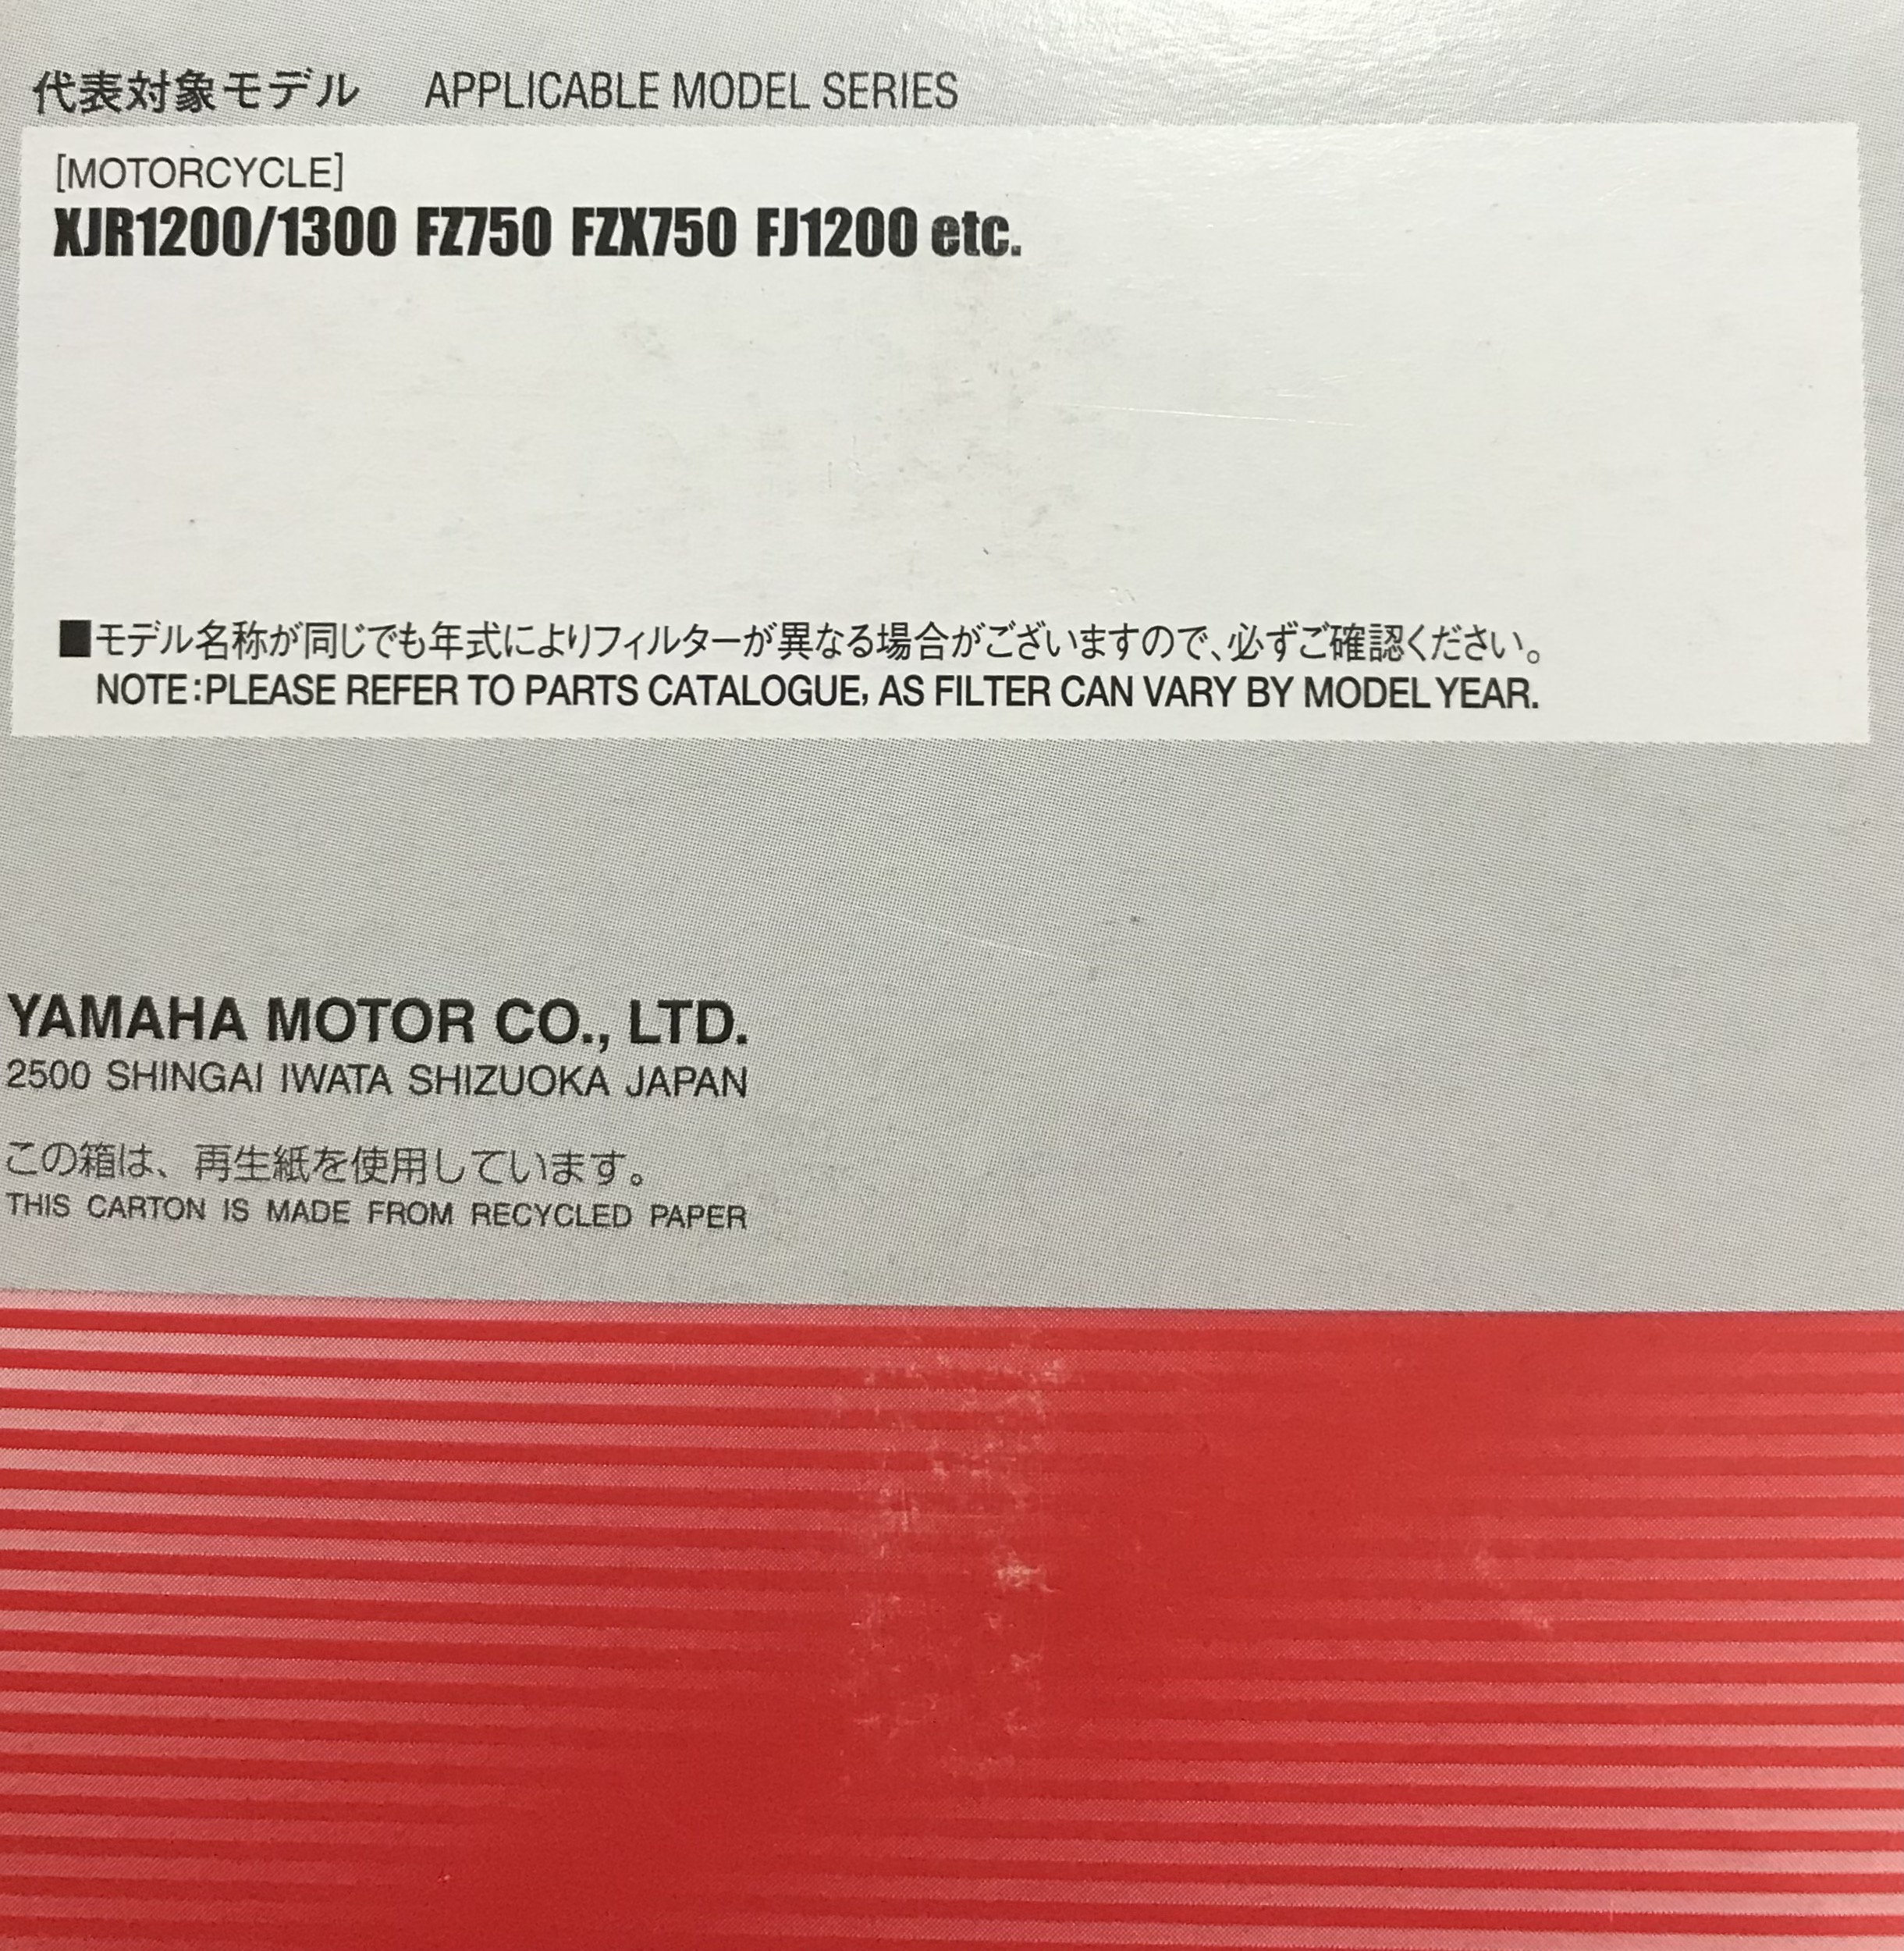 代表対象モデル APPLICABLE MODEL SERIES
[MOTORCYCLE]
XJR1200/1300 FZ750 FZX750 FJ1200 etc.
■モデル名称が同じでも年式によりフィルターが異なる場合がございますので、必ずご確認ください。
NOTE:PLEASE REFER TO PARTS CATALOGUE, AS FILTER CAN VARY BY MODEL YEAR.
YAMAHA MOTOR CO., LTD.
2500 SHINGAI IWATA SHIZUOKA JAPAN
この箱は、再生紙を使用しています。
THIS CARTON IS MADE FROM RECYCLED PAPER